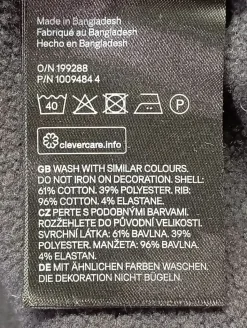 Made in Bangladesh
Fabriqué au Bangladesh
Hecho en Bangladesh
O/N 199288
P/N 1009484 4
40
P
clevercare.info
GB WASH WITH SIMILAR COLOURS.
DO NOT IRON ON DECORATION. SHELL:
61% COTTON. 39% POLYESTER. RIB:
96% COTTON. 4% ELASTANE.
CZ PERTE S PODOBNÝMI BARVAMI.
ROZŽEHLETE DO PŮVODNÍ VELIKOSTI.
SVRCHNÍ LÁTKA: 61% BAVLNA. 39%
POLYESTER. MANŽETA: 96% BAVLNA.
4% ELASTAN.
DE MIT ÄHNLICHEN FARBEN WASCHEN.
DIE DEKORATION NICHT BÜGELN.